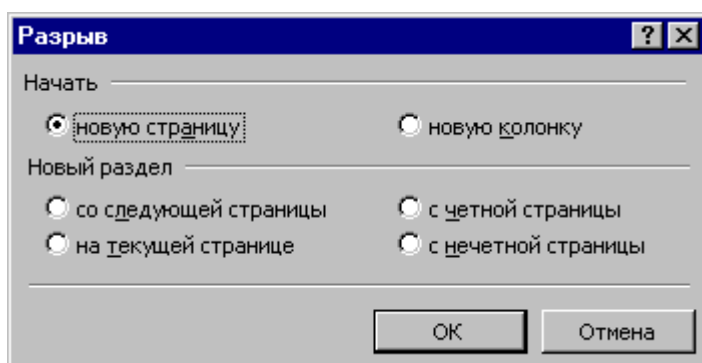 Разрыв
Начать
новую страницу новую колонку
Новый раздел
со следующей страницы с четной страницы
на текущей странице с нечетной страницы
OK Отмена